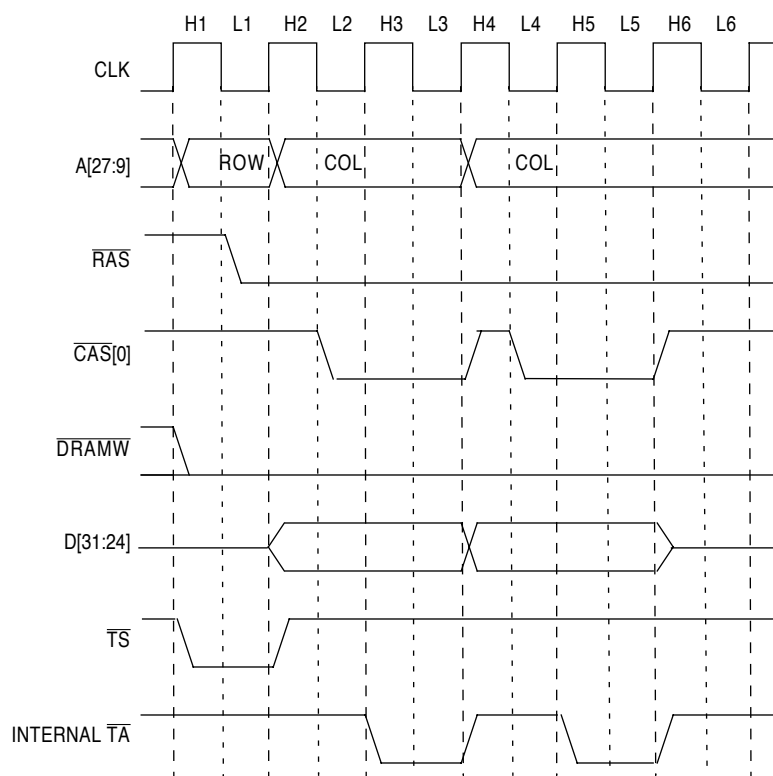 H1 L1 H2 L2 H3 L3 H4 L4 H5 L5 H6 L6
CLK
A[27:9] ROW COL COL
RAS
CAS[0]
DRAMW
D[31:24]
TS
INTERNAL TA